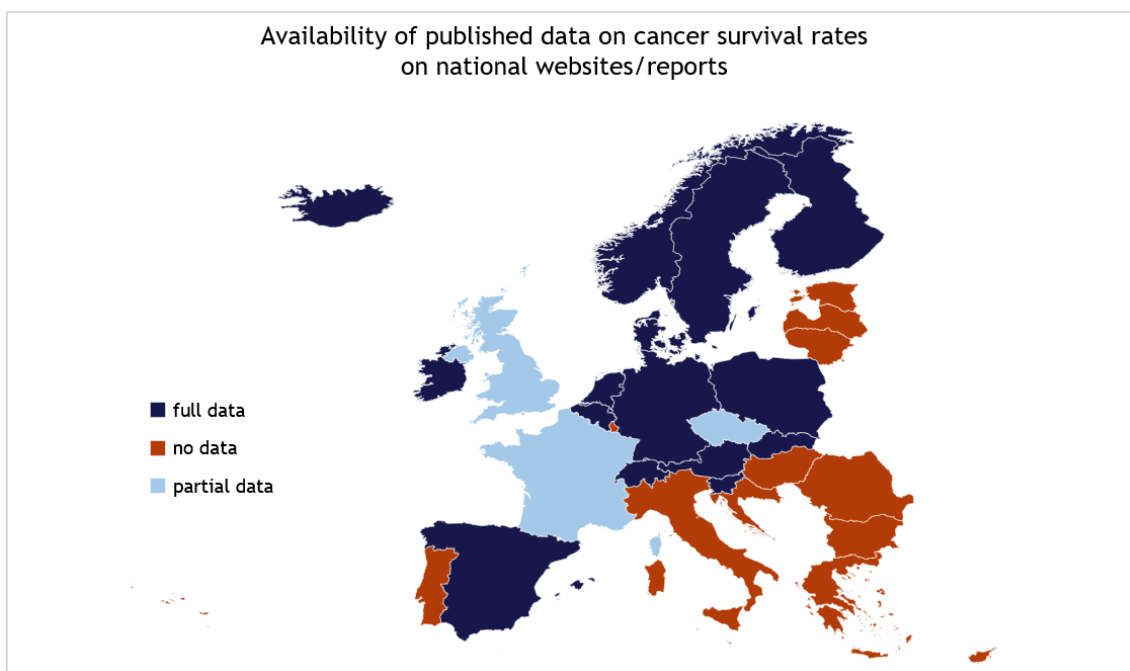 Availability of published data on cancer survival rates
on national websites/reports
full data
no data
partial data